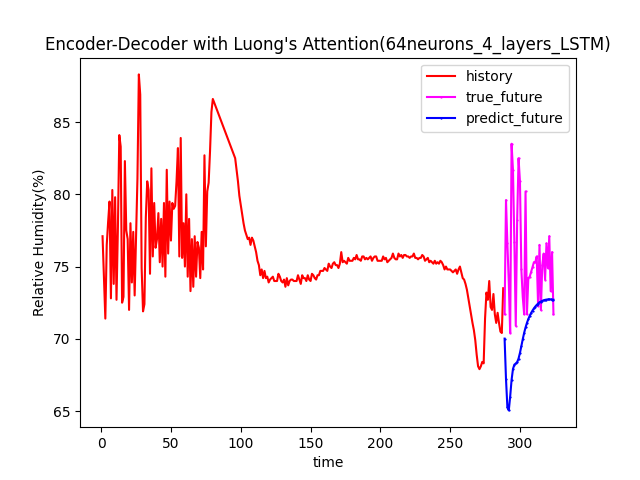 Encoder-Decoder with Luong's Attention(64neurons_4_layers_LSTM)
history
true_future
predict_future
Relative Humidity(%)
85
80
75
70
65
0 50 100 150 200 250 300
time